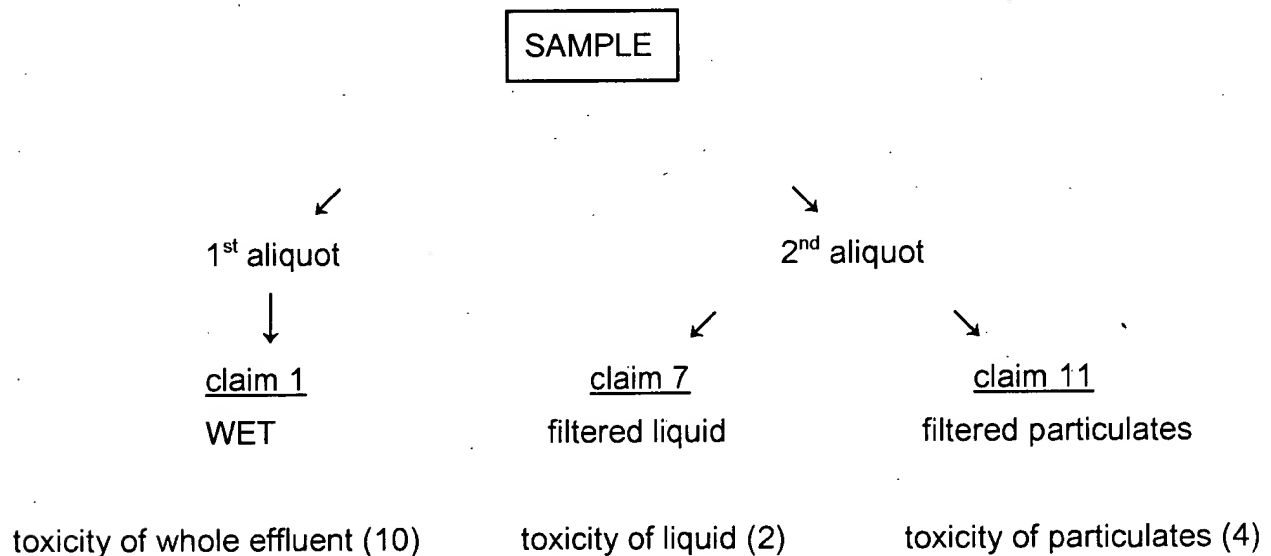 SAMPLE
1st aliquot 2nd aliquot
claim 1 claim 7 claim 11
WET filtered liquid filtered particulates
toxicity of whole effluent (10) toxicity of liquid (2) toxicity of particulates (4)